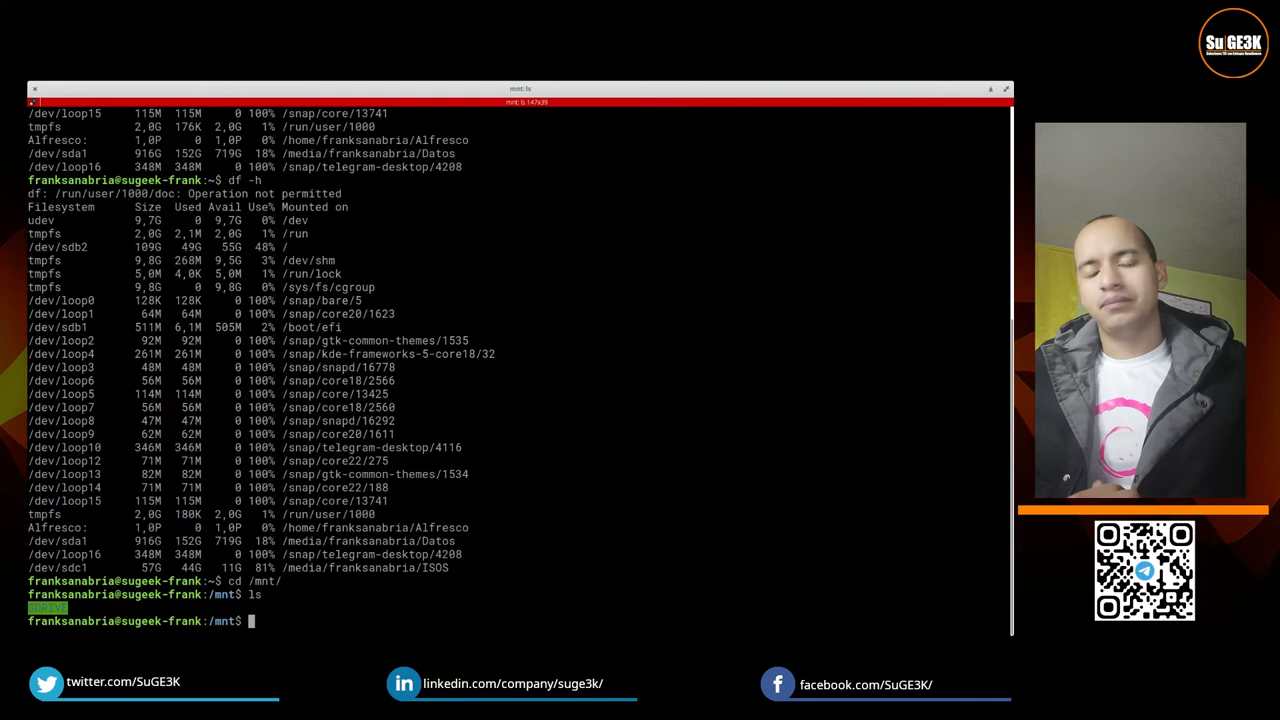 Su GE3K
mnt: ls
mnt: ls 147x39
/dev/loop15 115M 115M 0 100% /snap/core/13741
tmpfs 2,0G 176K 2,0G 1% /run/user/1000
Alfresco: 1,0P 0 1,0P 0% /home/franksanabria/Alfresco
/dev/sda1 916G 152G 719G 18% /media/franksanabria/Datos
/dev/loop16 348M 348M 0 100% /snap/telegram-desktop/4208
franksanabria@sugeek-frank:~$ df -h
df: /run/user/1000/doc: Operation not permitted
Filesystem Size Used Avail Use% Mounted on
udev 9,7G 0 9,7G 0% /dev
tmpfs 2,0G 2,1M 2,0G 1% /run
/dev/sdb2 109G 49G 55G 48% /
tmpfs 9,8G 268M 9,5G 3% /dev/shm
tmpfs 5,0M 4,0K 5,0M 1% /run/lock
tmpfs 9,8G 0 9,8G 0% /sys/fs/cgroup
/dev/loop0 128K 128K 0 100% /snap/bare/5
/dev/loop1 64M 64M 0 100% /snap/core20/1623
/dev/sdb1 511M 6,1M 505M 2% /boot/efi
/dev/loop2 92M 92M 0 100% /snap/gtk-common-themes/1535
/dev/loop4 261M 261M 0 100% /snap/kde-frameworks-5-core18/32
/dev/loop3 48M 48M 0 100% /snap/snapd/16778
/dev/loop6 56M 56M 0 100% /snap/core18/2566
/dev/loop5 114M 114M 0 100% /snap/core/13425
/dev/loop7 56M 56M 0 100% /snap/core18/2560
/dev/loop8 47M 47M 0 100% /snap/snapd/16292
/dev/loop9 62M 62M 0 100% /snap/core20/1611
/dev/loop10 346M 346M 0 100% /snap/telegram-desktop/4116
/dev/loop12 71M 71M 0 100% /snap/core22/275
/dev/loop13 82M 82M 0 100% /snap/gtk-common-themes/1534
/dev/loop14 71M 71M 0 100% /snap/core22/188
/dev/loop15 115M 115M 0 100% /snap/core/13741
tmpfs 2,0G 180K 2,0G 1% /run/user/1000
Alfresco: 1,0P 0 1,0P 0% /home/franksanabria/Alfresco
/dev/sda1 916G 152G 719G 18% /media/franksanabria/Datos
/dev/loop16 348M 348M 0 100% /snap/telegram-desktop/4208
/dev/sdc1 57G 44G 11G 81% /media/franksanabria/ISOS
franksanabria@sugeek-frank:~$ cd /mnt/
franksanabria@sugeek-frank:/mnt$ ls
GDRIVE
franksanabria@sugeek-frank:/mnt$
twitter.com/SuGE3K
linkedin.com/company/suge3k/
facebook.com/SuGE3K/